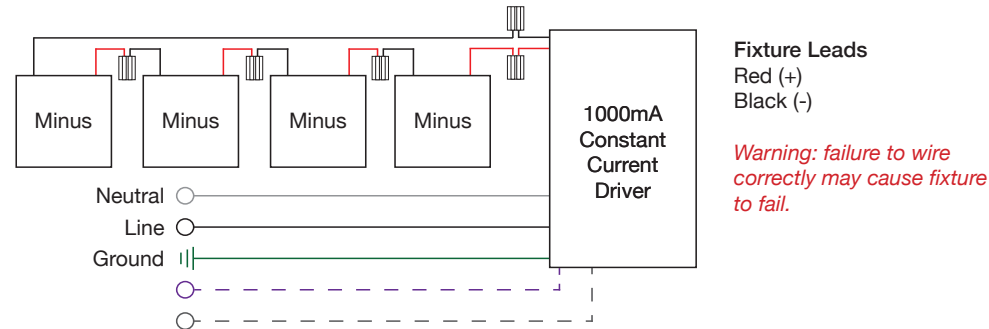 Minus
Minus
Minus
Minus
1000mA
Constant
Current
Driver
Fixture Leads
Red (+)
Black (-)
Warning: failure to wire
correctly may cause fixture
to fail.
Neutral
Line
Ground